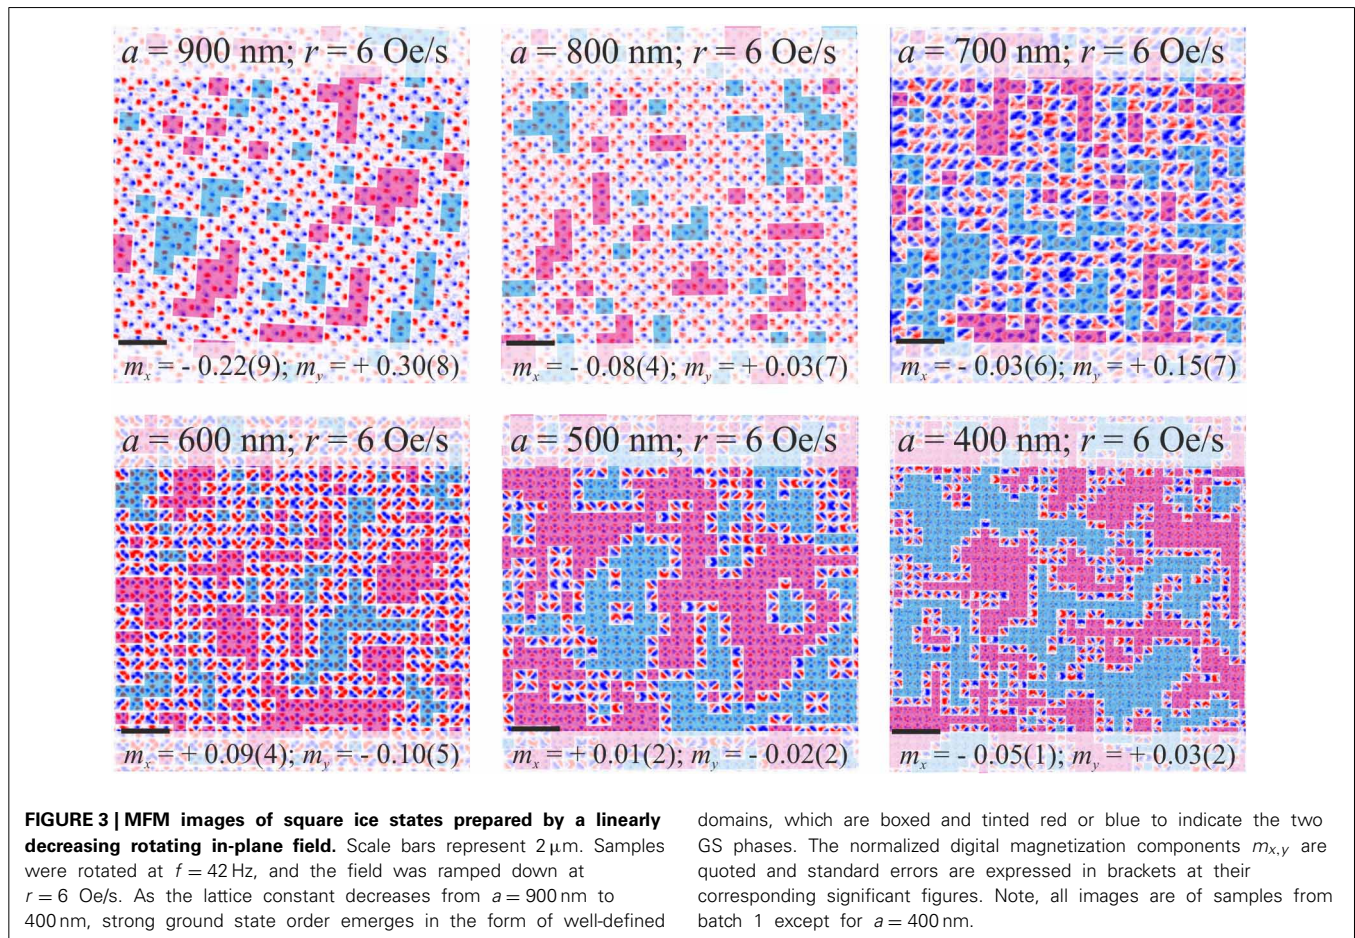 a = 900 nm; r = 6 Oe/s
a = 800 nm; r = 6 Oe/s
a = 700 nm; r = 6 Oe/s
mx = - 0.22(9); my = + 0.30(8)
mx = - 0.08(4); my = + 0.03(7)
mx = - 0.03(6); my = + 0.15(7)
a = 600 nm; r = 6 Oe/s
a = 500 nm; r = 6 Oe/s
a = 400 nm; r = 6 Oe/s
mx = + 0.09(4); my = - 0.10(5)
mx = + 0.01(2); my = - 0.02(2)
mx = - 0.05(1); my = + 0.03(2)
FIGURE 3 | MFM images of square ice states prepared by a linearly
decreasing rotating in-plane field. Scale bars represent 2 μm. Samples
were rotated at f = 42 Hz, and the field was ramped down at
r = 6 Oe/s. As the lattice constant decreases from a = 900 nm to
400 nm, strong ground state order emerges in the form of well-defined
domains, which are boxed and tinted red or blue to indicate the two
GS phases. The normalized digital magnetization components mx,y are
quoted and standard errors are expressed in brackets at their
corresponding significant figures. Note, all images are of samples from
batch 1 except for a = 400 nm.